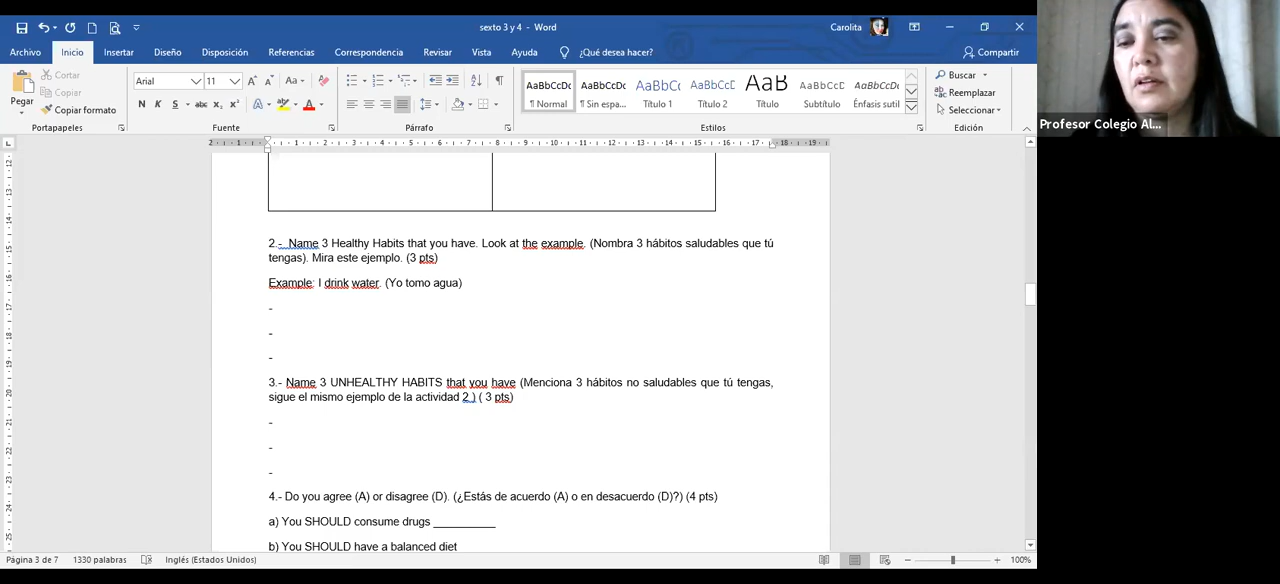 sexto 3 y 4 - Word
Carolita
Archivo Inicio Insertar Diseño Disposición Referencias Correspondencia Revisar Vista Ayuda ¿Qué desea hacer? Compartir
Pegar
Cortar
Copiar
Copiar formato
Portapapeles
Arial 11
N K S abc x₂ x²
Fuente
Párrafo
AaBbCcDc AaBbCcDc AaBbC( AaBbCcD AaB AaBbCcD AaBbCcDc
¶ Normal ¶ Sin espa... Título 1 Título 2 Título Subtítulo Énfasis sutil
Estilos
Buscar
Reemplazar
Seleccionar
Edición
Profesor Colegio Al...
2.- Name 3 Healthy Habits that you have. Look at the example. (Nombra 3 hábitos saludables que tú
tengas). Mira este ejemplo. (3 pts)
Example: I drink water. (Yo tomo agua)
-
-
-
3.- Name 3 UNHEALTHY HABITS that you have (Menciona 3 hábitos no saludables que tú tengas,
sigue el mismo ejemplo de la actividad 2 ) ( 3 pts)
-
-
-
4.- Do you agree (A) or disagree (D). (¿Estás de acuerdo (A) o en desacuerdo (D)?) (4 pts)
a) You SHOULD consume drugs __________
b) You SHOULD have a balanced diet
Página 3 de 7 1330 palabras Inglés (Estados Unidos) 100%